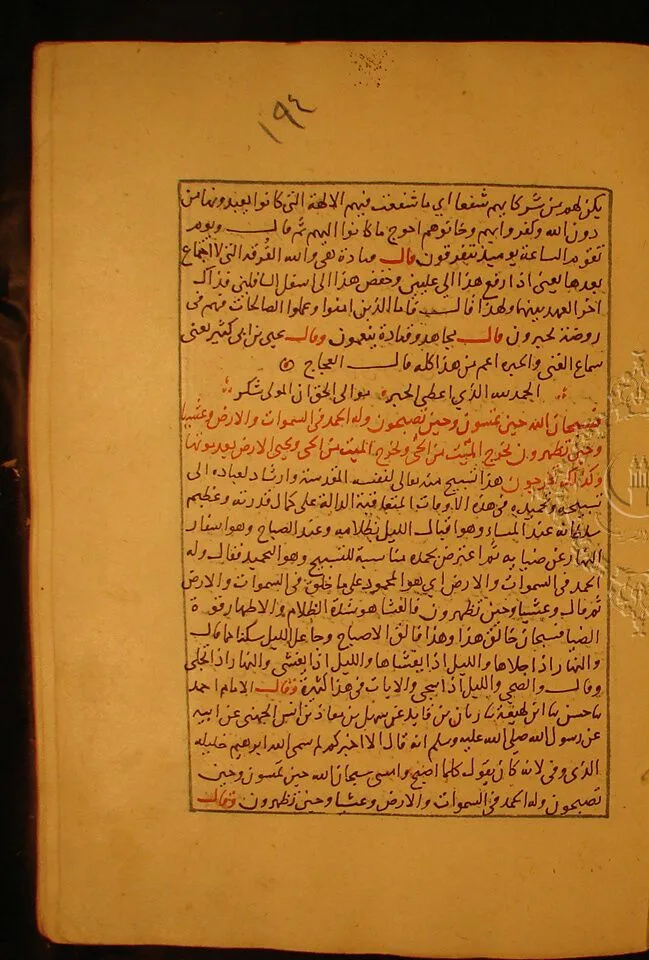 ١٩٤
يكن لهم من شركايهم شفعا اي ما شفعت فيهم الالهة التي كانوا يعبدونها من
دون الله وكفروا بهم وخانوهم احوج ما كانوا اليهم ثم قال ويوم
تقوم الساعة يوميذ يتفرقون قال قتادة هي والله الفرقة التي لا اجتماع
بعدها يعني اذا رفع هذا الي عليين وخفض هذا الى اسفل السافلين فذاك
اخر العهد بينهما ولهذا قال فاما الذين امنوا وعملوا الصالحات فهم في
روضة يحبرون قال مجاهد وقتادة ينعمون وقال يحيى بن ابي كثير يعني
سماع الغني والحبرة اعم من هذا كله قال العجاج
الحمد لله الذي اعطى الحبر موالي الحق ان المولى شكر
فسبحان الله حين تمسون وحين تصبحون وله الحمد في السموات والارض وعشيا
وحين تظهرون يخرج الحي من الميت ويخرج الميت من الحي ويحيي الارض بعد موتها
وكذلك تخرجون هذا تسبيح منه تعالى لنفسه المقدسة وارشاد لعباده الى
تسبيحه وتحميده في هذه الاوقات المتعاقبة الدالة على كمال قدرته وعظيم
سلطانه عند المساء وهو اقبال الليل بظلامه وعند الصباح وهو اسفار
النهار عن ضيايه ثم اعترض بحمده مناسبة للتسبيح وهو التحميد فقال وله
الحمد في السموات والارض اي هو المحمود على ما خلق في السموات والارض
ثم قال وعشيا وحين تظهرون فالعشا هو شدة الظلام والاظهار قوة
الضيا فسبحان خالق هذا وهذا فالق الاصباح وجاعل الليل سكنا كما قال
والنهار اذا جلاها والليل اذا يغشاها والليل اذا يغشى والنهار اذا تجلى
وقال والضحي والليل اذا سجي والايات في هذا كثيرة وقال الامام احمد
ثنا حسن ثنا ابن لهيعة ثنا زبان بن فايد عن سهل بن معاذ بن انس الجهني عن ابيه
عن رسول الله صلى الله عليه وسلم انه قال الا اخبركم لم سمى الله ابرهيم خليله
الذي وفى لانه كان يقول كلما اصبح وامسى سبحان الله حين تمسون وحين
تصبحون وله الحمد في السموات والارض وعشيا وحين تظهرون وقال